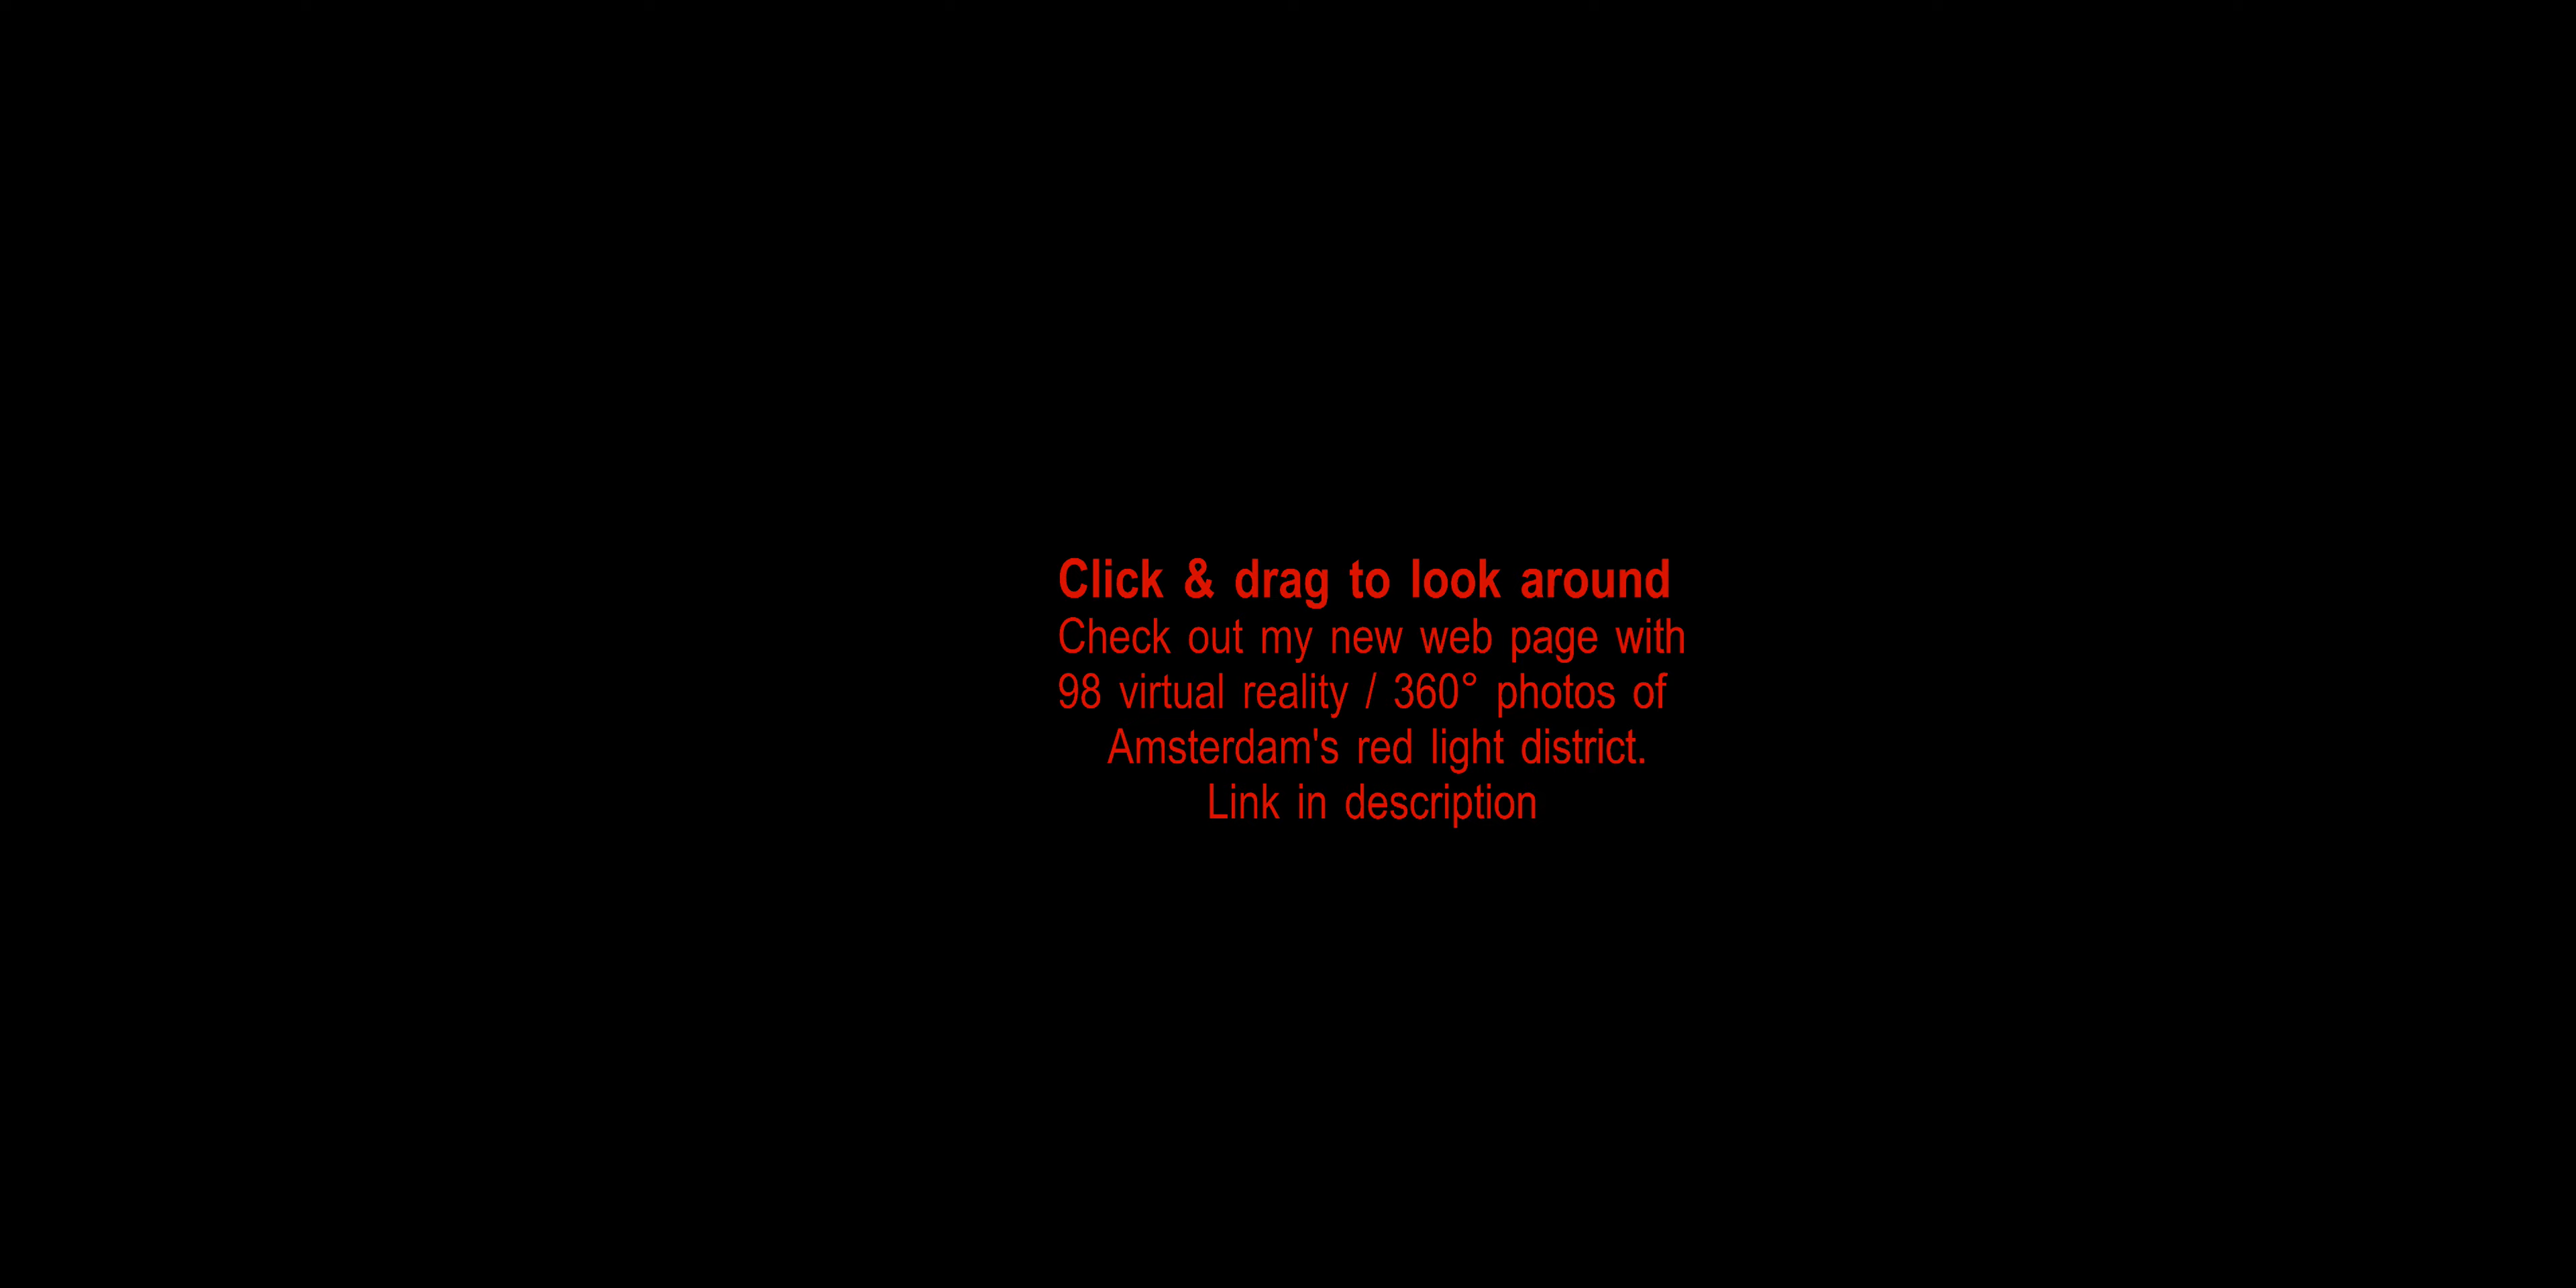 Click & drag to look around
Check out my new web page with
98 virtual reality / 360° photos of
Amsterdam's red light district.
Link in description